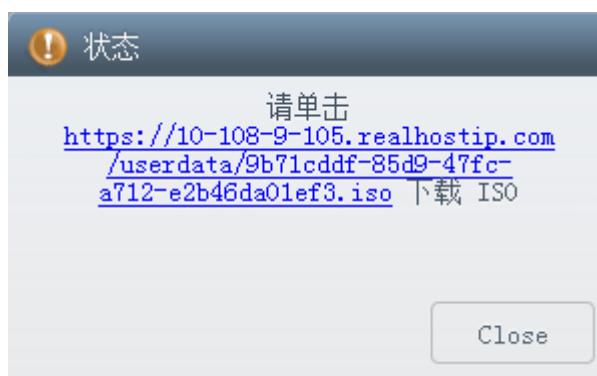 状态
请单击
https://10-108-9-105.realhostip.com
/userdata/9b71cddf-85d9-47fc-
a712-e2b46da01ef3.iso 下载 ISO
Close